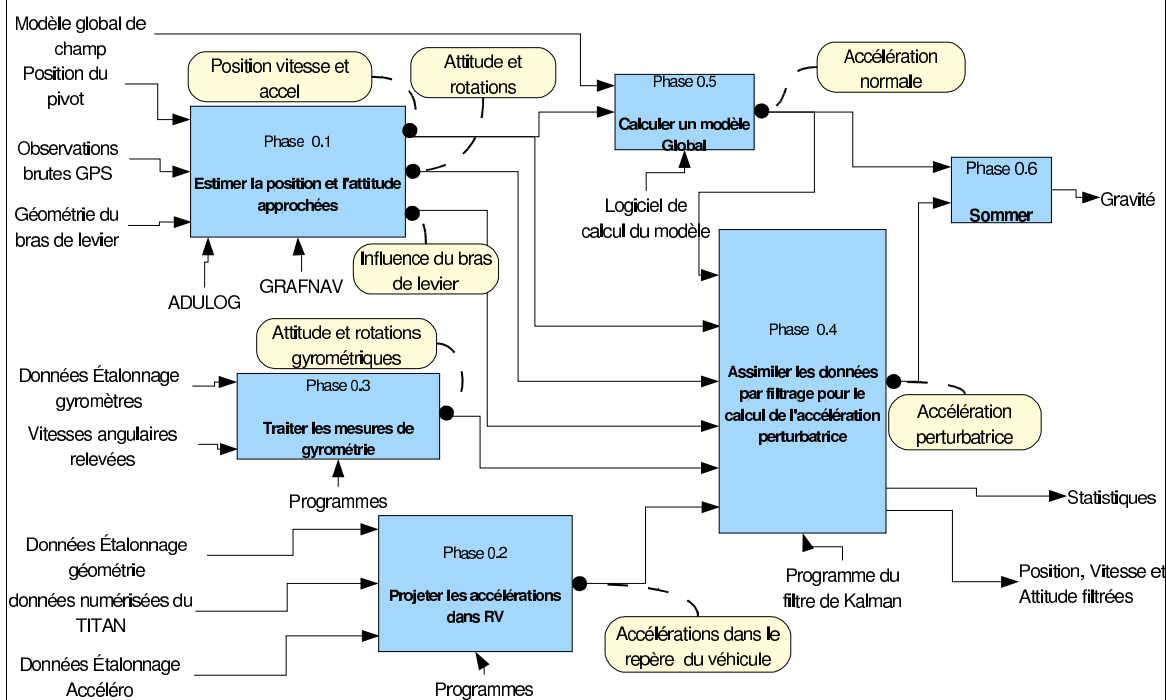 Modèle global de
champ
Position du
pivot
Observations
brutes GPS
Géométrie du
bras de levier
Position vitesse et
accel
Attitude et
rotations
Phase 0.1
Estimer la position et l'attitude
approchées
ADULOG
GRAFNAV
Influence du bras
de levier
Phase 0.5
Calculer un modèle
Global
Accélération
normale
Logiciel de
calcul du modèle
Phase 0.6
Sommer
Gravité
Attitude et rotations
gyrométriques
Données Étalonnage
gyromètres
Vitesses angulaires
relevées
Phase 0.3
Traiter les mesures de
gyrométrie
Programmes
Phase 0.4
Assimiler les données
par filtrage pour le
calcul de l'accélération
perturbatrice
Accélération
perturbatrice
Statistiques
Position, Vitesse et
Attitude filtrées
Programme du
filtre de Kalman
Données Étalonnage
géométrie
données numérisées du
TITAN
Données Étalonnage
Accéléro
Phase 0.2
Projeter les accélérations
dans RV
Accélérations dans le
repère du véhicule
Programmes